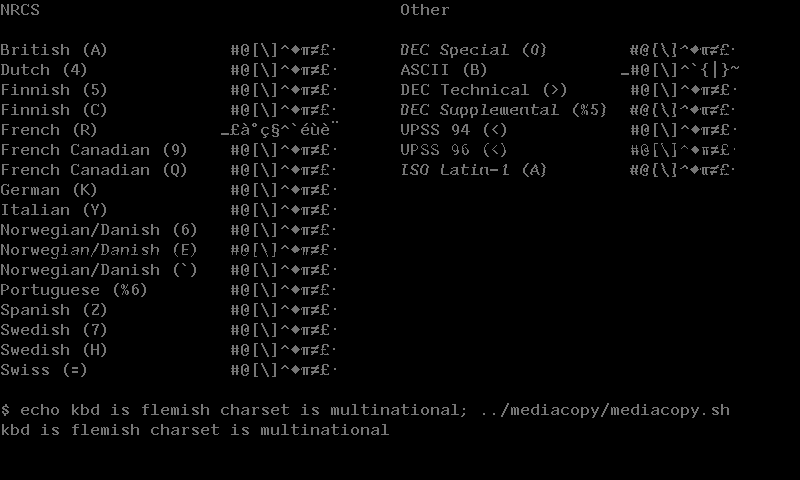 NRCS Other
British (A) #@[\]^◆π≠£· DEC Special (0) #@[\]^◆π≠£·
Dutch (4) #@[\]^◆π≠£· ASCII (B) _#@[\]^`{|}~
Finnish (5) #@[\]^◆π≠£· DEC Technical (>) #@[\]^◆π≠£·
Finnish (C) #@[\]^◆π≠£· DEC Supplemental (%5) #@[\]^◆π≠£·
French (R) _£à°ç§^`éùè¨ UPSS 94 (<) #@[\]^◆π≠£·
French Canadian (9) #@[\]^◆π≠£· UPSS 96 (<) #@[\]^◆π≠£·
French Canadian (Q) #@[\]^◆π≠£· ISO Latin-1 (A) #@[\]^◆π≠£·
German (K) #@[\]^◆π≠£·
Italian (Y) #@[\]^◆π≠£·
Norwegian/Danish (6) #@[\]^◆π≠£·
Norwegian/Danish (E) #@[\]^◆π≠£·
Norwegian/Danish (`) #@[\]^◆π≠£·
Portuguese (%6) #@[\]^◆π≠£·
Spanish (Z) #@[\]^◆π≠£·
Swedish (7) #@[\]^◆π≠£·
Swedish (H) #@[\]^◆π≠£·
Swiss (=) #@[\]^◆π≠£·
$ echo kbd is flemish charset is multinational; ../mediacopy/mediacopy.sh
kbd is flemish charset is multinational